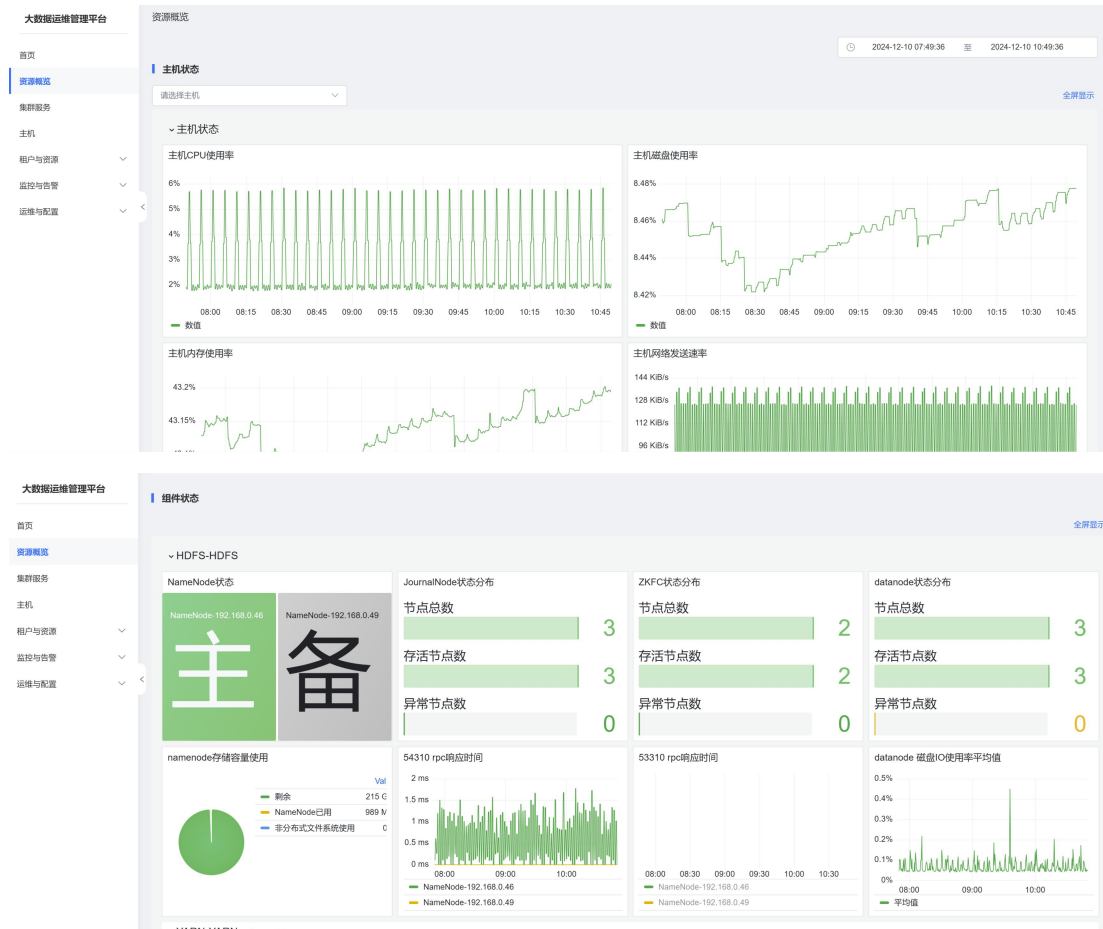 大数据运维管理平台
首页
资源概览
集群服务
主机
租户与资源
监控与告警
运维与配置
资源概览
2024-12-10 07:49:36 至 2024-12-10 10:49:36
主机状态
请选择主机
全屏显示
主机状态
主机CPU使用率
6%
5%
4%
3%
2%
08:00 08:15 08:30 08:45 09:00 09:15 09:30 09:45 10:00 10:15 10:30 10:45
数值
主机磁盘使用率
8.48%
8.46%
8.44%
8.42%
08:00 08:15 08:30 08:45 09:00 09:15 09:30 09:45 10:00 10:15 10:30 10:45
数值
主机内存使用率
43.2%
43.15%
主机网络发送速率
144 KiB/s
128 KiB/s
112 KiB/s
96 KiB/s
大数据运维管理平台
首页
资源概览
集群服务
主机
租户与资源
监控与告警
运维与配置
组件状态
全屏显示
HDFS-HDFS
NameNode状态
NameNode-192.168.0.46
主
NameNode-192.168.0.49
备
JournalNode状态分布
节点总数
3
存活节点数
3
异常节点数
0
ZKFC状态分布
节点总数
2
存活节点数
2
异常节点数
0
datanode状态分布
节点总数
3
存活节点数
3
异常节点数
0
namenode存储容量使用
Val
剩余 215 G
NameNode已用 989 M
非分布式文件系统使用 0
54310 rpc响应时间
2 ms
1.5 ms
1 ms
0.5 ms
0 ms
08:00 09:00 10:00
NameNode-192.168.0.46
NameNode-192.168.0.49
53310 rpc响应时间
08:00 08:30 09:00 09:30 10:00 10:30
NameNode-192.168.0.46
NameNode-192.168.0.49
datanode 磁盘IO使用率平均值
0.5%
0.4%
0.3%
0.2%
0.1%
0%
08:00 09:00 10:00
平均值